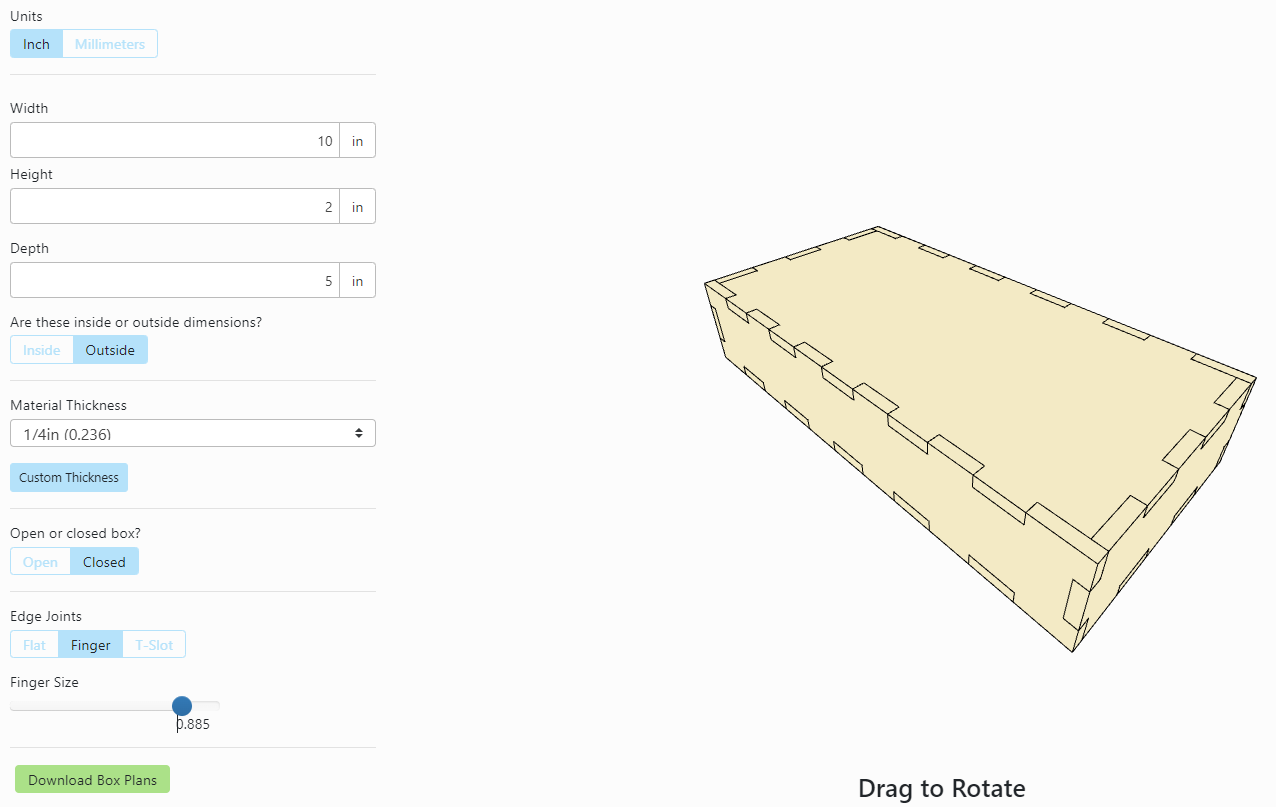 Units
Inch Millimeters
Width
10 in
Height
2 in
Depth
5 in
Are these inside or outside dimensions?
Inside Outside
Material Thickness
1/4in (0.236)
Custom Thickness
Open or closed box?
Open Closed
Edge Joints
Flat Finger T-Slot
Finger Size
0.885
Download Box Plans
Drag to Rotate